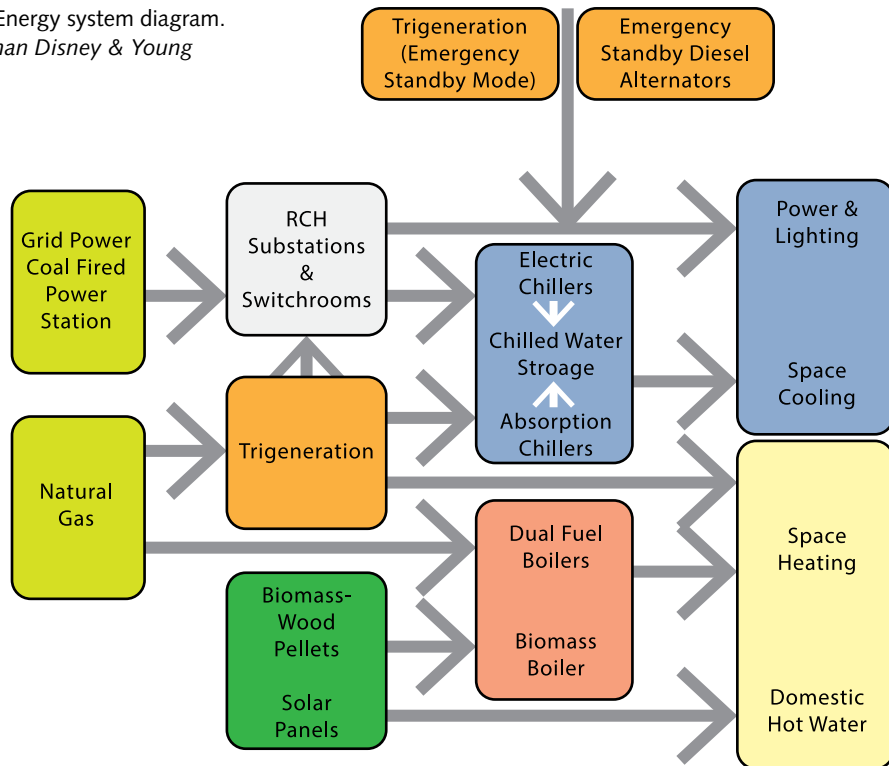 Energy system diagram.
Disney & Young
Trigeneration
(Emergency
Standby Mode)
Emergency
Standby Diesel
Alternators
Grid Power
Coal Fired
Power
Station
RCH
Substations
&
Switchrooms
Electric
Chillers
Chilled Water
Stroage
Absorption
Chillers
Power &
Lighting
Space
Cooling
Natural
Gas
Trigeneration
Dual Fuel
Boilers
Biomass
Boiler
Space
Heating
Domestic
Hot Water
Biomass-
Wood
Pellets
Solar
Panels